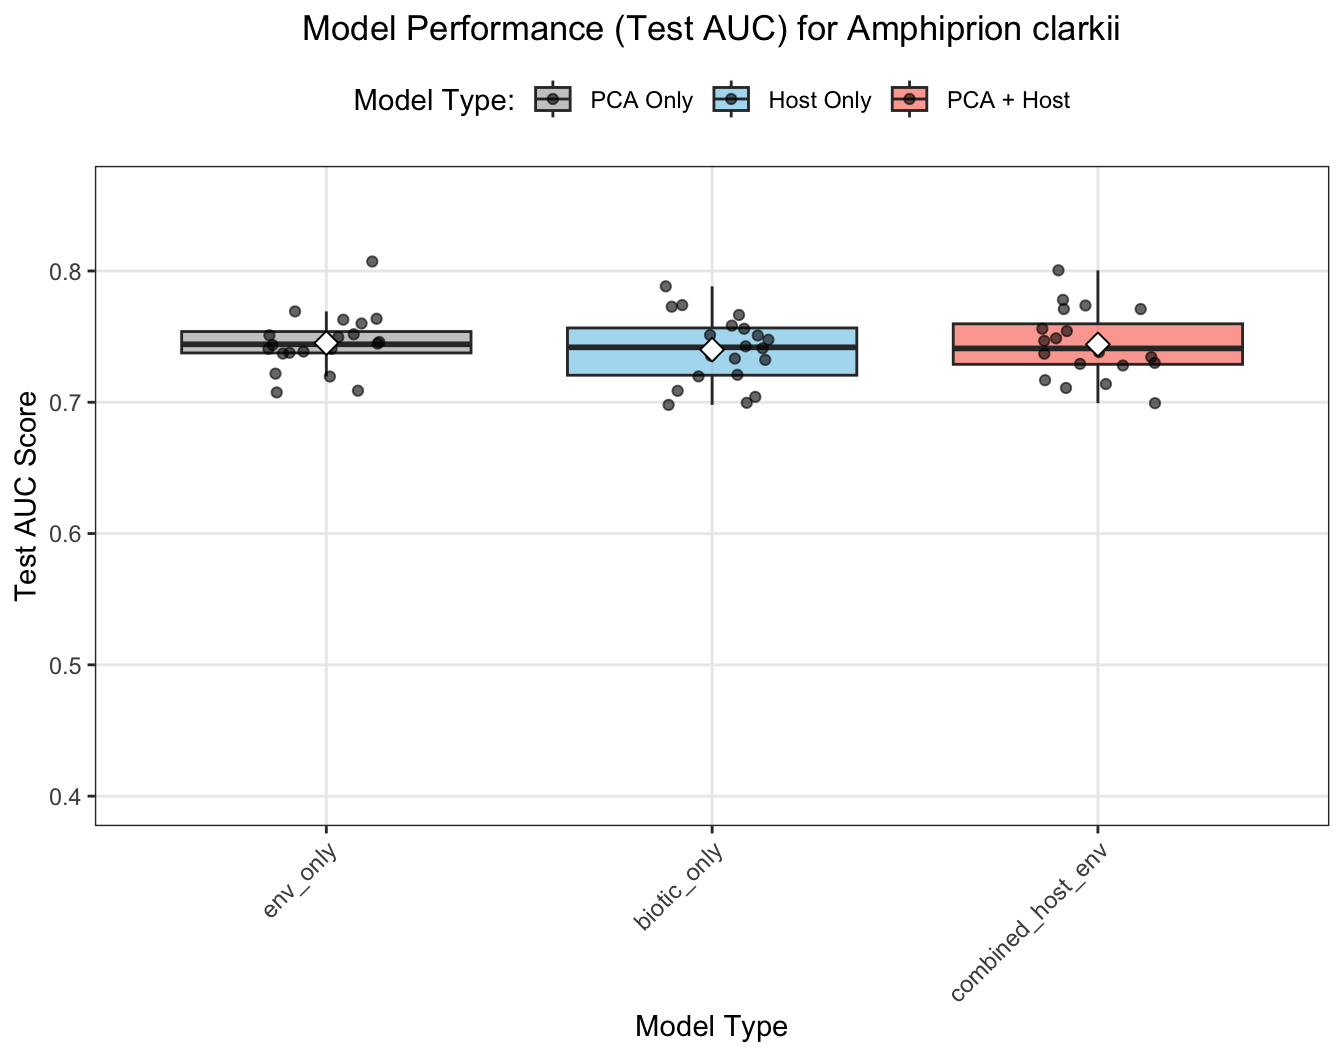 Model Performance (Test AUC) for Amphiprion clarkii
Model Type: PCA Only Host Only PCA + Host
Test AUC Score
0.8
0.7
0.6
0.5
0.4
env_only
biotic_only
combined_host_env
Model Type